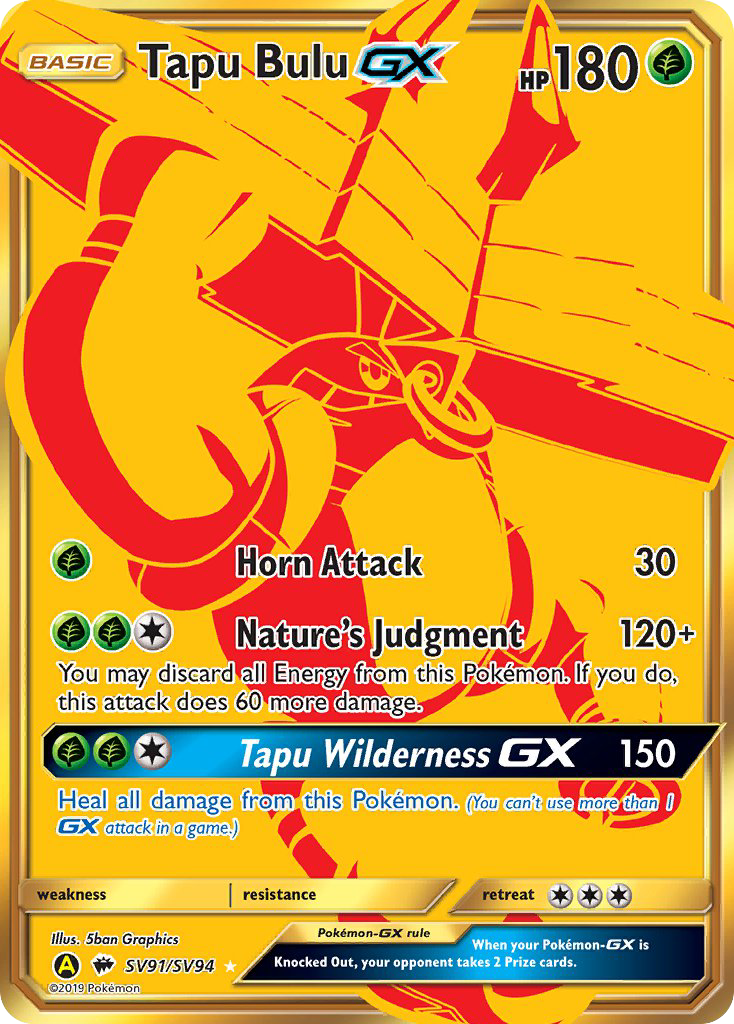 BASIC Tapu Bulu GX HP 180
Horn Attack 30
Nature's Judgment 120+
You may discard all Energy from this Pokémon. If you do,
this attack does 60 more damage.
Tapu Wilderness GX 150
Heal all damage from this Pokémon. (You can't use more than 1
GX attack in a game.)
weakness resistance retreat
Illus. 5ban Graphics
A SV91/SV94
©2019 Pokémon
Pokémon-GX rule
When your Pokémon-GX is
Knocked Out, your opponent takes 2 Prize cards.